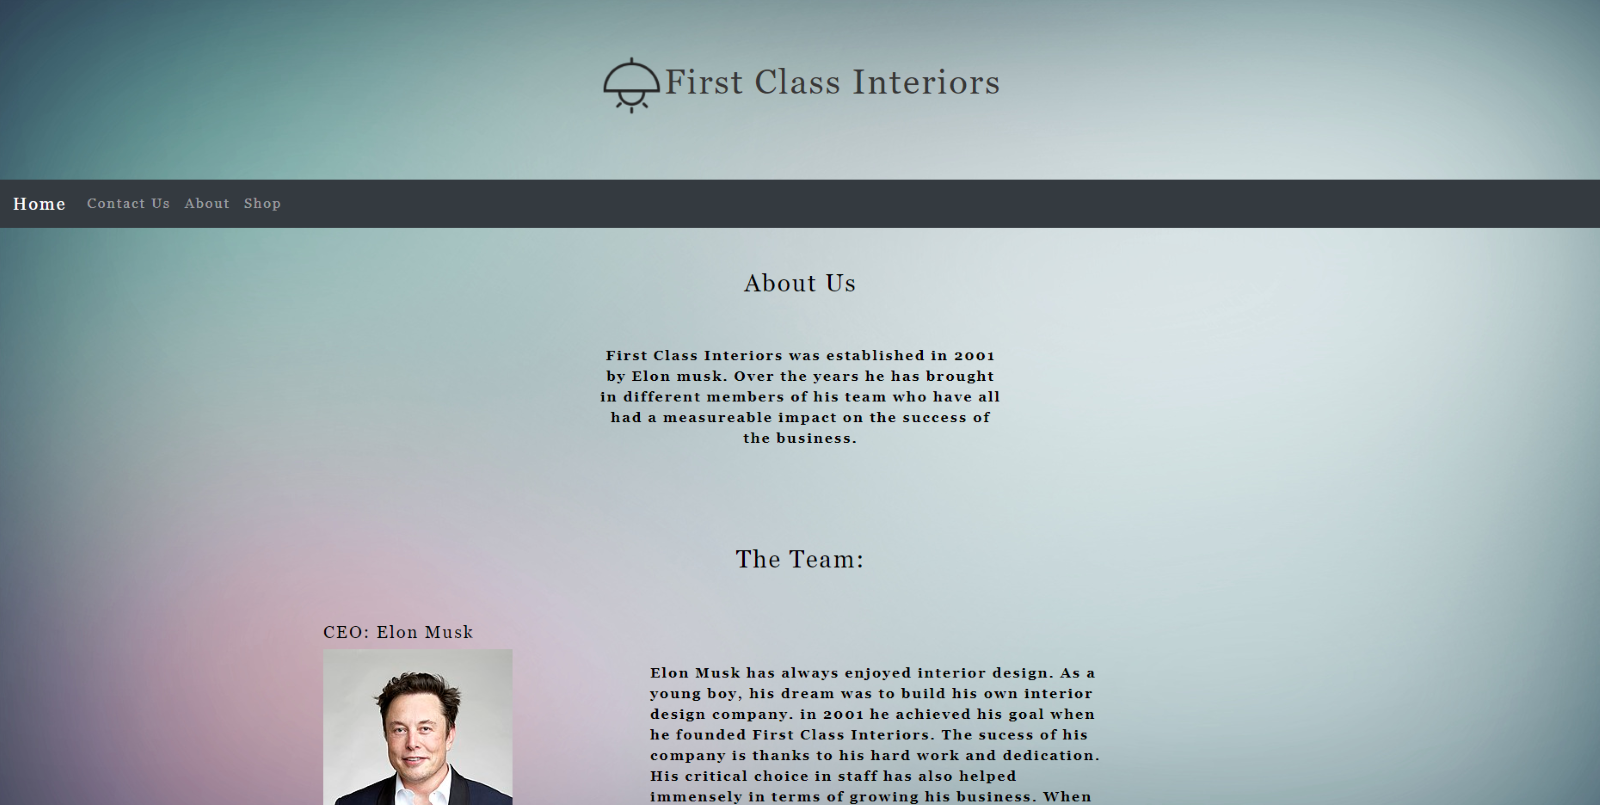 First Class Interiors
Home Contact Us About Shop
About Us
First Class Interiors was established in 2001
by Elon musk. Over the years he has brought
in different members of his team who have all
had a measureable impact on the success of
the business.
The Team:
CEO: Elon Musk
Elon Musk has always enjoyed interior design. As a
young boy, his dream was to build his own interior
design company. in 2001 he achieved his goal when
he founded First Class Interiors. The sucess of his
company is thanks to his hard work and dedication.
His critical choice in staff has also helped
immensely in terms of growing his business. When